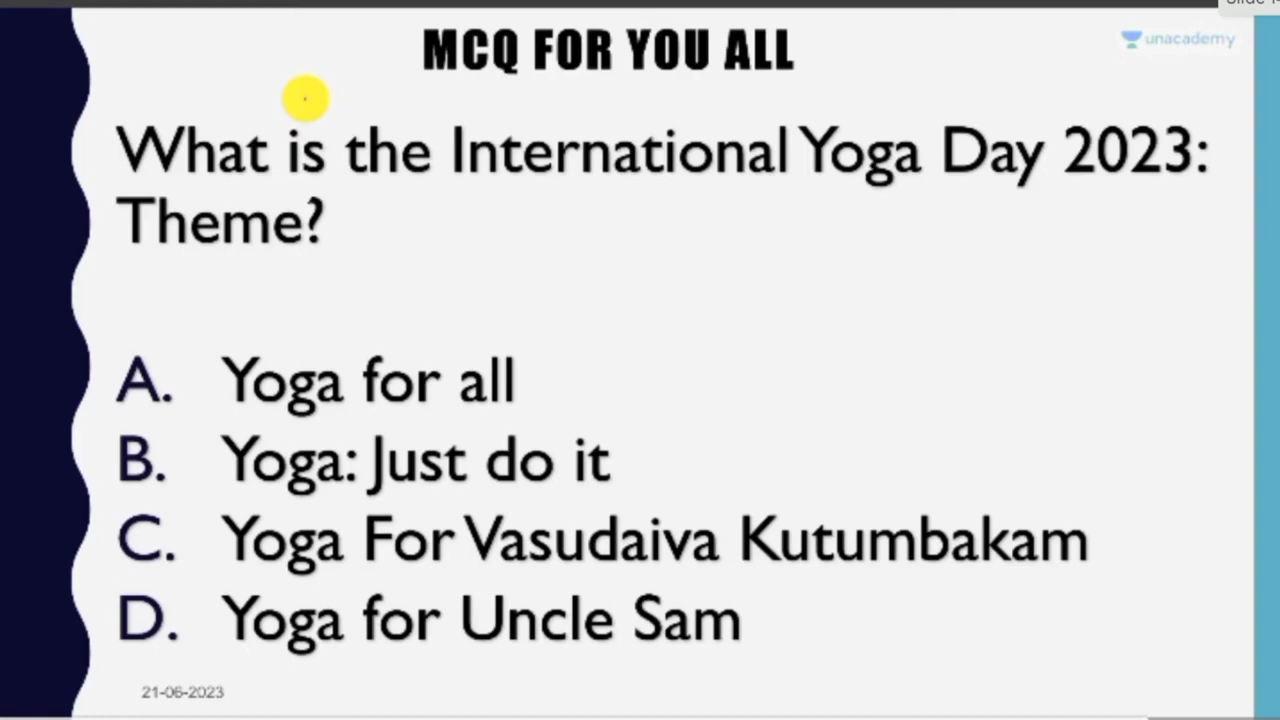 MCQ FOR YOU ALL
unacademy
What is the International Yoga Day 2023:
Theme?
A. Yoga for all
B. Yoga: Just do it
C. Yoga For Vasudaiva Kutumbakam
D. Yoga for Uncle Sam
21-06-2023